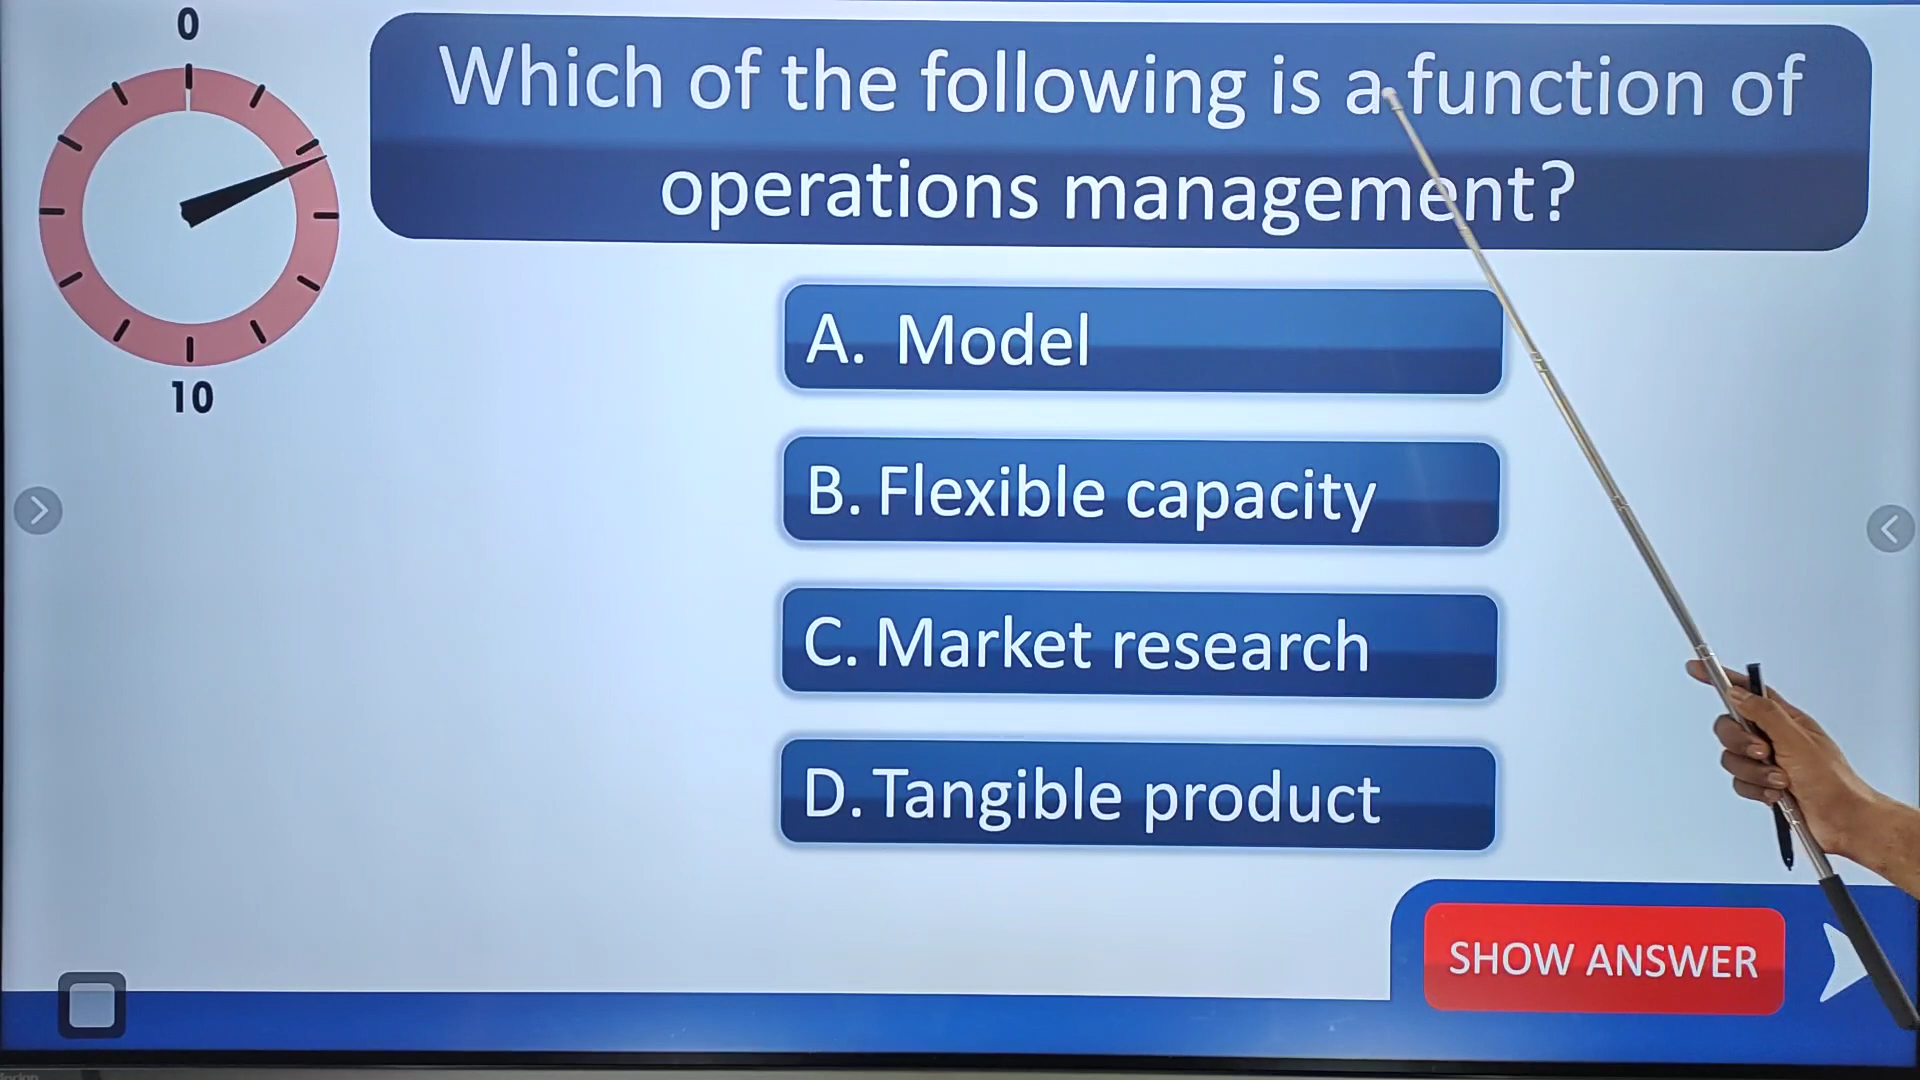 0
10
Which of the following is a function of
operations management?
A. Model
B. Flexible capacity
C. Market research
D. Tangible product
SHOW ANSWER